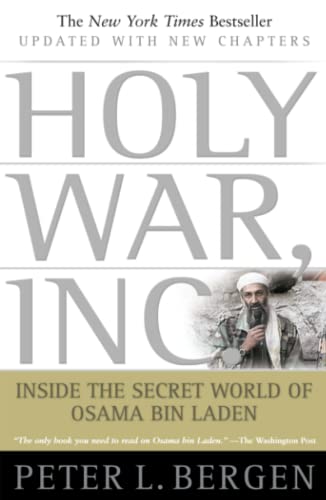 The New York Times Bestseller
UPDATED WITH NEW CHAPTERS
HOLY
WAR,
INC.
INSIDE THE SECRET WORLD OF
OSAMA BIN LADEN
"The only book you need to read on Osama bin Laden." —The Washington Post
PETER L. BERGEN